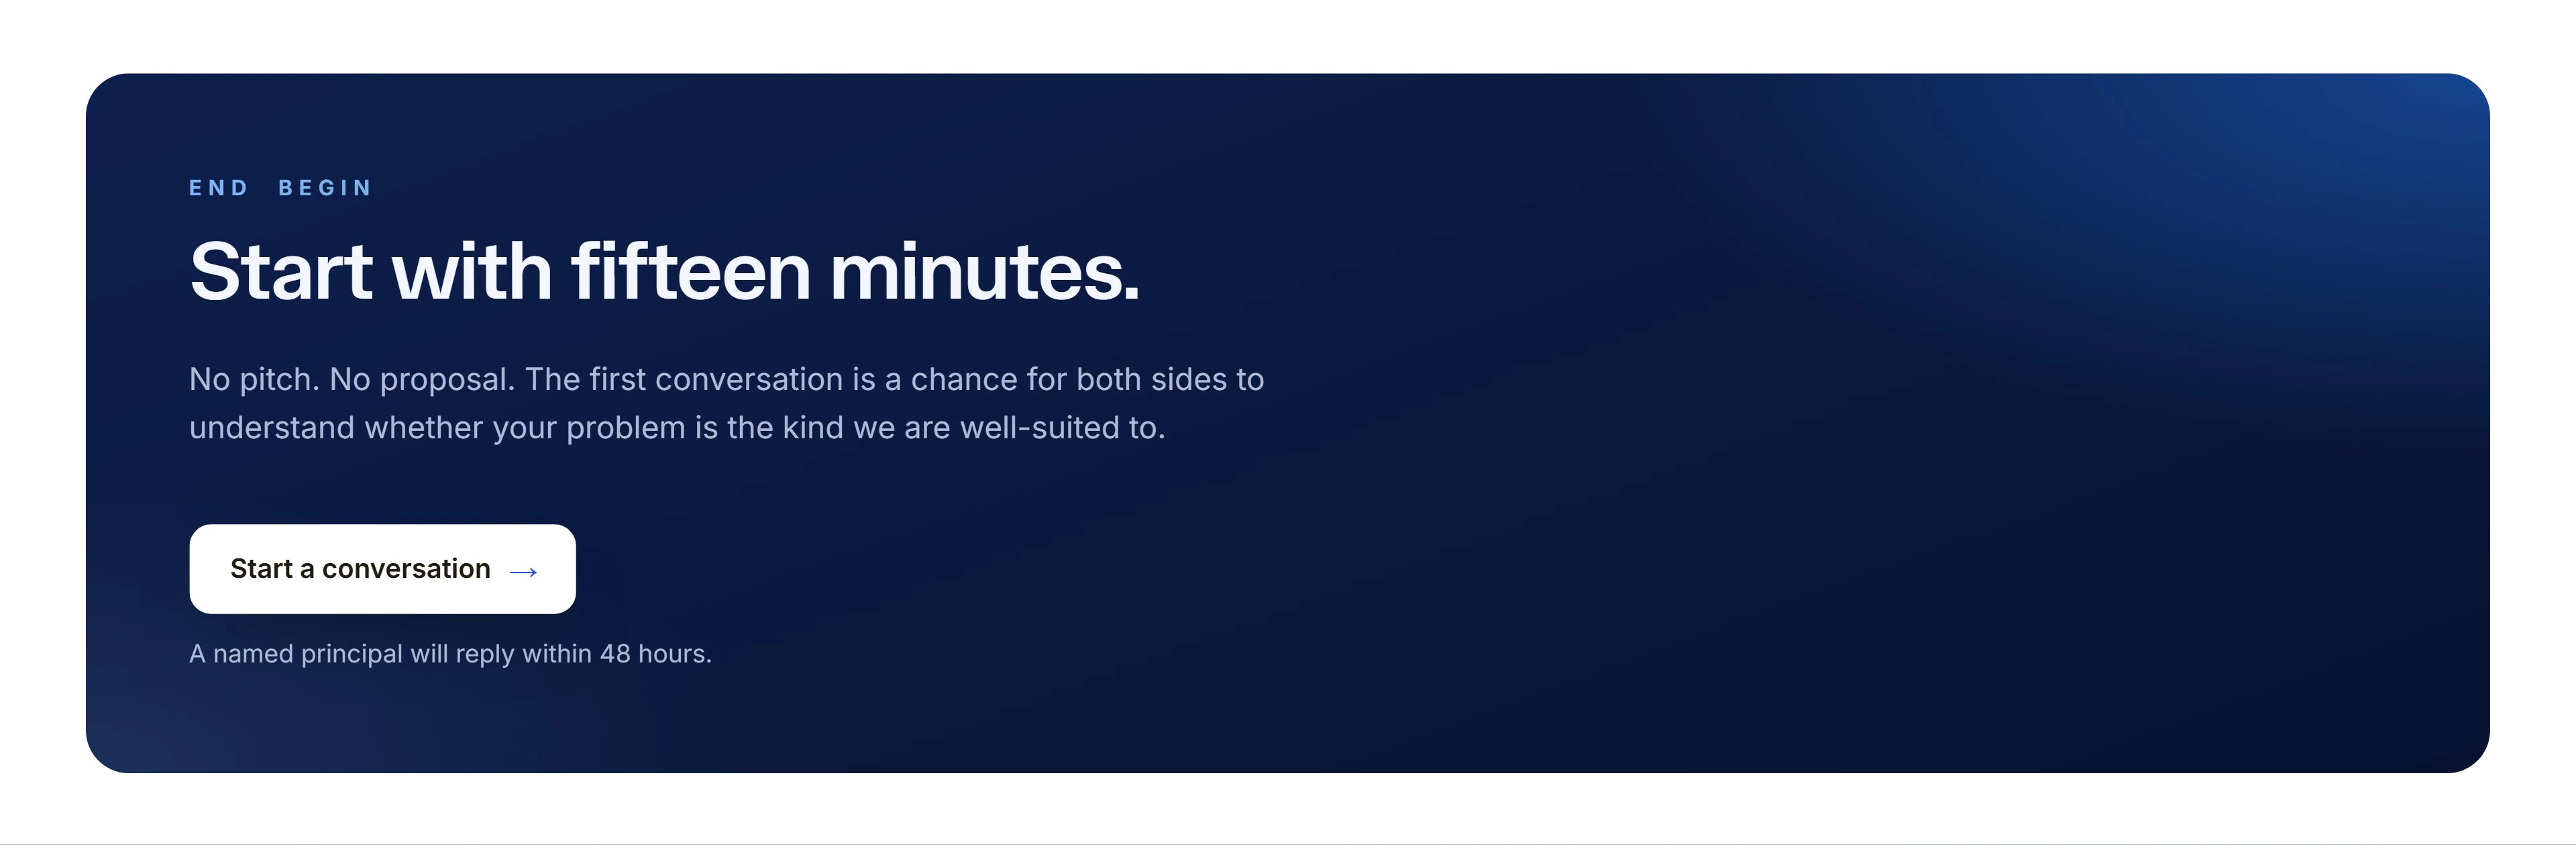 END BEGIN
Start with fifteen minutes.
No pitch. No proposal. The first conversation is a chance for both sides to
understand whether your problem is the kind we are well-suited to.
Start a conversation →
A named principal will reply within 48 hours.